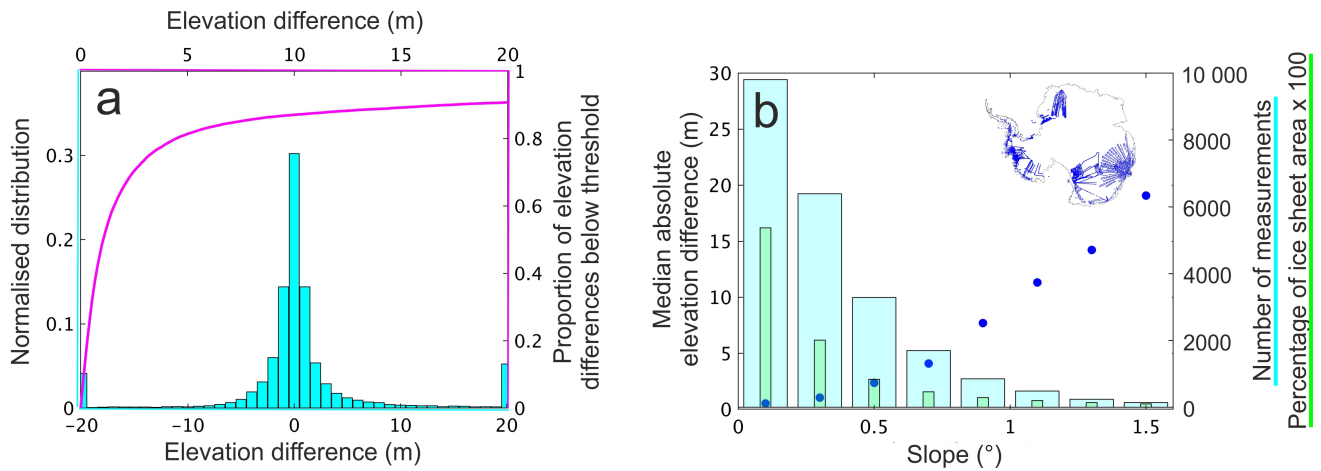 Elevation difference (m)
0 5 10 15 20
a
Normalised distribution
0.3
0.2
0.1
0
1
0.8
0.6
0.4
0.2
0
Proportion of elevation
differences below threshold
−20 −10 0 10 20
Elevation difference (m)
b
Median absolute
elevation difference (m)
30
25
20
15
10
5
0
10 000
8000
6000
4000
2000
0
Number of measurements
Percentage of ice sheet area x 100
0 0.5 1 1.5
Slope (°)